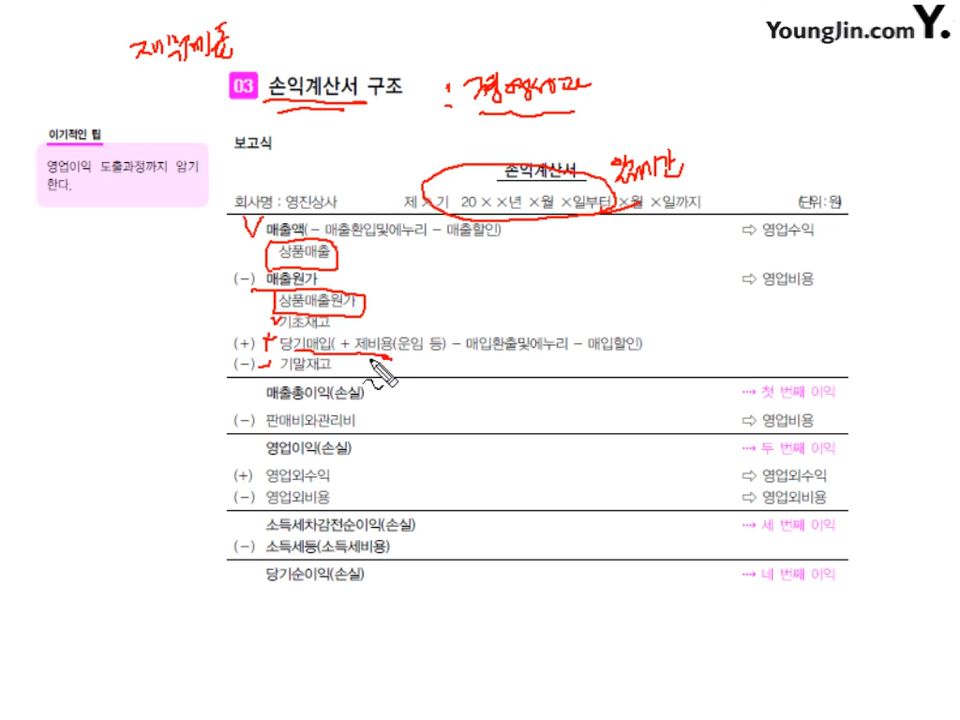 YoungJin.com Y.
재무제표
03 손익계산서 구조 : 경영성과
이기적인 팁
영업이익 도출과정까지 암기
한다.
보고식
손익계산서
회사명 : 영진상사 제 × 기 20 × ×년 ×월 ×일부터 ×월 ×일까지 (단위 : 원)
매출액(− 매출환입및에누리 − 매출할인) ⇨ 영업수익
상품매출
(−) 매출원가 ⇨ 영업비용
상품매출원가
기초재고
(+) + 당기매입( + 제비용(운임 등) − 매입환출및에누리 − 매입할인)
(−) - 기말재고
매출총이익(손실) ⋯→ 첫 번째 이익
(−) 판매비와관리비 ⇨ 영업비용
영업이익(손실) ⋯→ 두 번째 이익
(+) 영업외수익 ⇨ 영업외수익
(−) 영업외비용 ⇨ 영업외비용
소득세차감전순이익(손실) ⋯→ 세 번째 이익
(−) 소득세등(소득세비용)
당기순이익(손실) ⋯→ 네 번째 이익